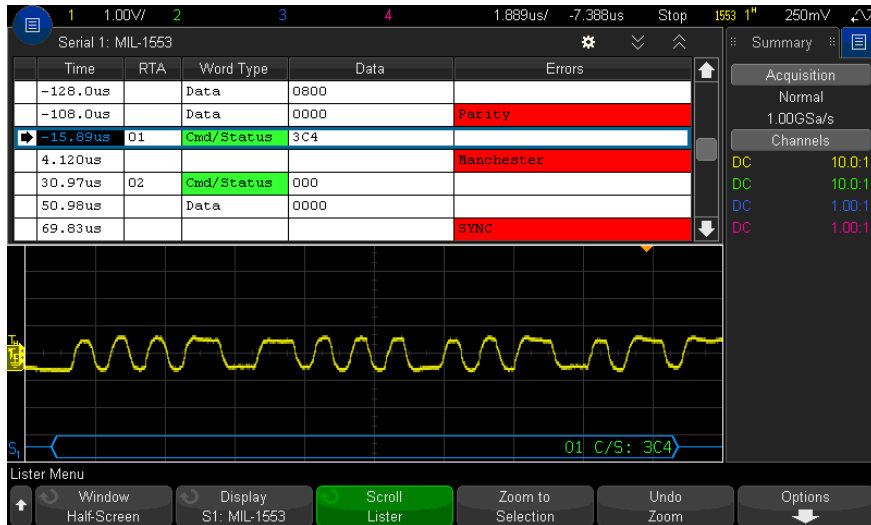 1 1.00V/ 2 3 4 1.889us/ -7.388us Stop 1553 1ᴴ 250mV
Serial 1: MIL-1553
Summary
Time RTA Word Type Data Errors
-128.0us Data 0800
-108.0us Data 0000 Parity
-15.89us 01 Cmd/Status 3C4
4.120us Manchester
30.97us 02 Cmd/Status 000
50.98us Data 0000
69.83us SYNC
Acquisition
Normal
1.00GSa/s
Channels
DC 10.0:1
DC 10.0:1
DC 1.00:1
DC 1.00:1
S₁ 01 C/S: 3C4
Lister Menu
Window
Half-Screen
Display
S1: MIL-1553
Scroll
Lister
Zoom to
Selection
Undo
Zoom
Options